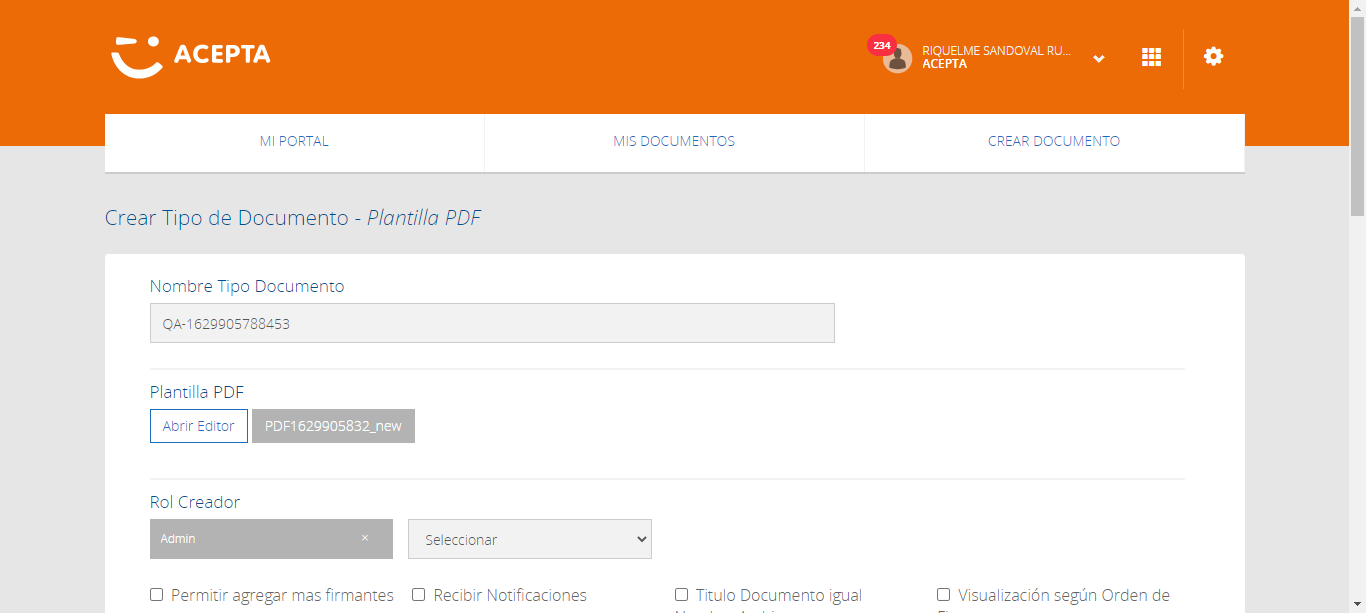 ACEPTA
234
RIQUELME SANDOVAL RU...
ACEPTA
MI PORTAL
MIS DOCUMENTOS
CREAR DOCUMENTO
Crear Tipo de Documento - Plantilla PDF
Nombre Tipo Documento
QA-1629905788453
Plantilla PDF
Abrir Editor
PDF1629905832_new
Rol Creador
Admin ×
Seleccionar
Permitir agregar mas firmantes
Recibir Notificaciones
Titulo Documento igual
Visualización según Orden de